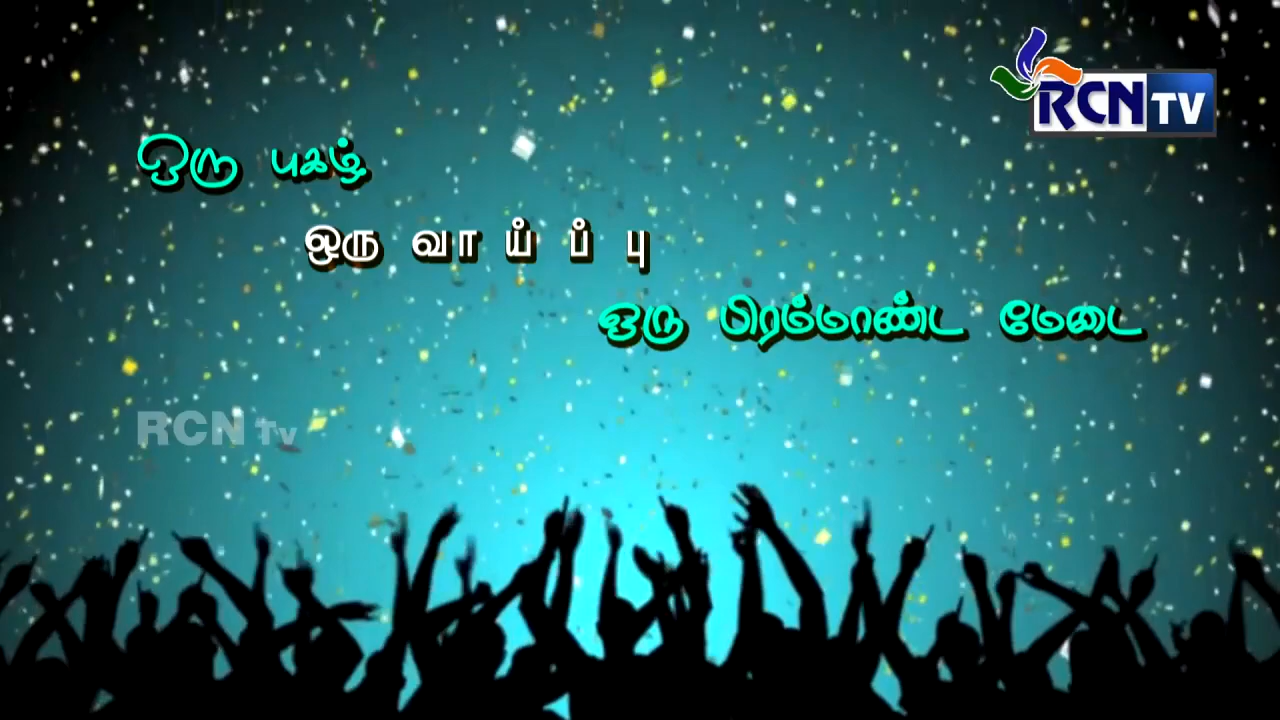 RCN TV
ஒரு புகழ்
ஒரு வாய்ப்பு
ஒரு பிரம்மாண்ட மேடை
RCN Tv